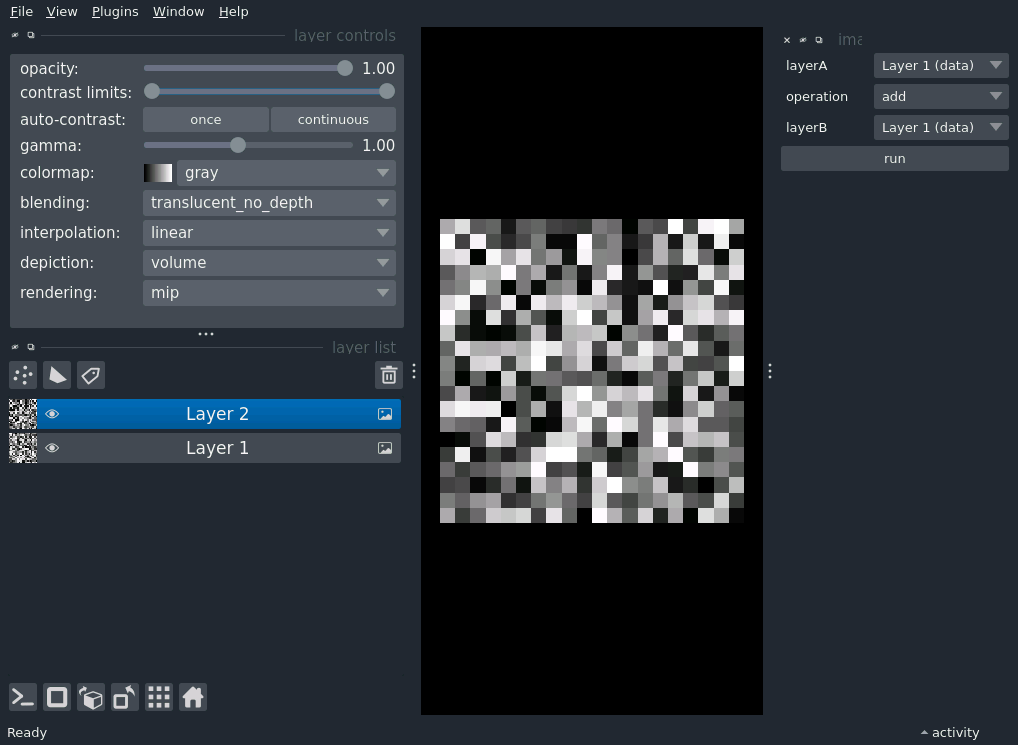 File View Plugins Window Help
layer controls
opacity: 1.00
contrast limits:
auto-contrast: once continuous
gamma: 1.00
colormap: gray
blending: translucent_no_depth
interpolation: linear
depiction: volume
rendering: mip
layer list
Layer 2
Layer 1
ima
layerA Layer 1 (data)
operation add
layerB Layer 1 (data)
run
Ready
activity